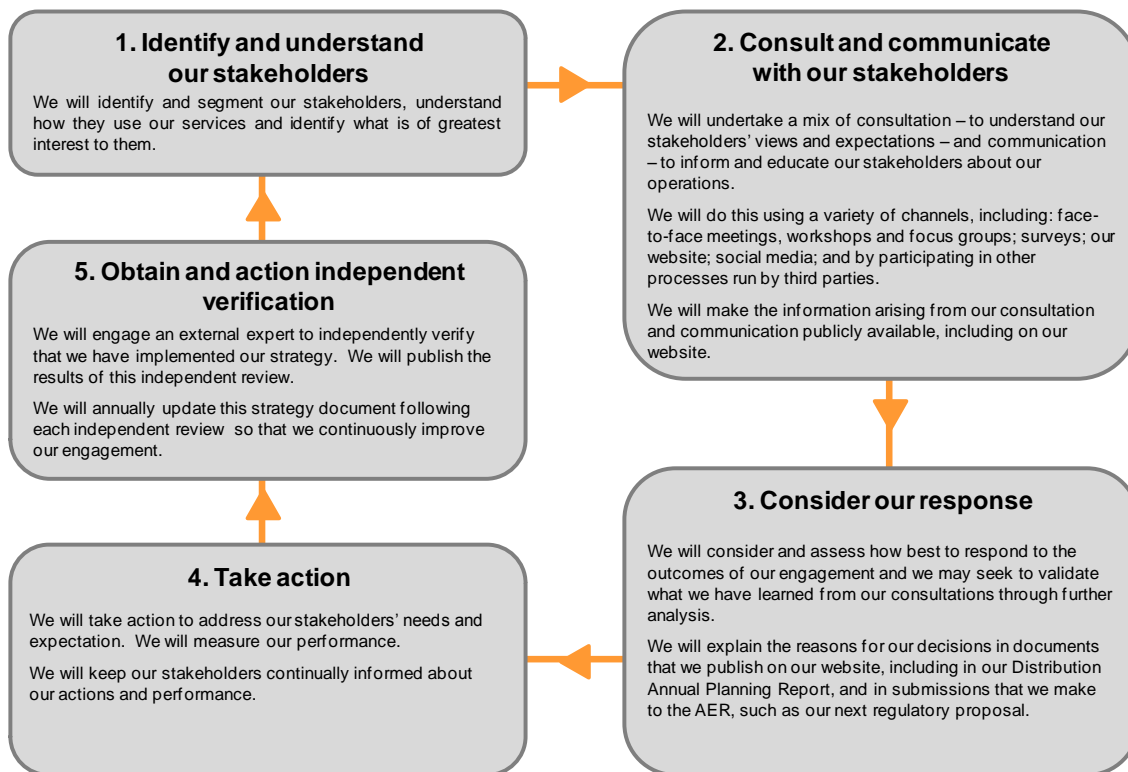 1. Identify and understand
our stakeholders
We will identify and segment our stakeholders, understand
how they use our services and identify what is of greatest
interest to them.
2. Consult and communicate
with our stakeholders
We will undertake a mix of consultation – to understand our
stakeholders' views and expectations – and communication
– to inform and educate our stakeholders about our
operations.
We will do this using a variety of channels, including: face-
to-face meetings, workshops and focus groups; surveys; our
website; social media; and by participating in other
processes run by third parties.
We will make the information arising from our consultation
and communication publicly available, including on our
website.
3. Consider our response
We will consider and assess how best to respond to the
outcomes of our engagement and we may seek to validate
what we have learned from our consultations through further
analysis.
We will explain the reasons for our decisions in documents
that we publish on our website, including in our Distribution
Annual Planning Report, and in submissions that we make
to the AER, such as our next regulatory proposal.
4. Take action
We will take action to address our stakeholders' needs and
expectation. We will measure our performance.
We will keep our stakeholders continually informed about
our actions and performance.
5. Obtain and action independent
verification
We will engage an external expert to independently verify
that we have implemented our strategy. We will publish the
results of this independent review.
We will annually update this strategy document following
each independent review so that we continuously improve
our engagement.